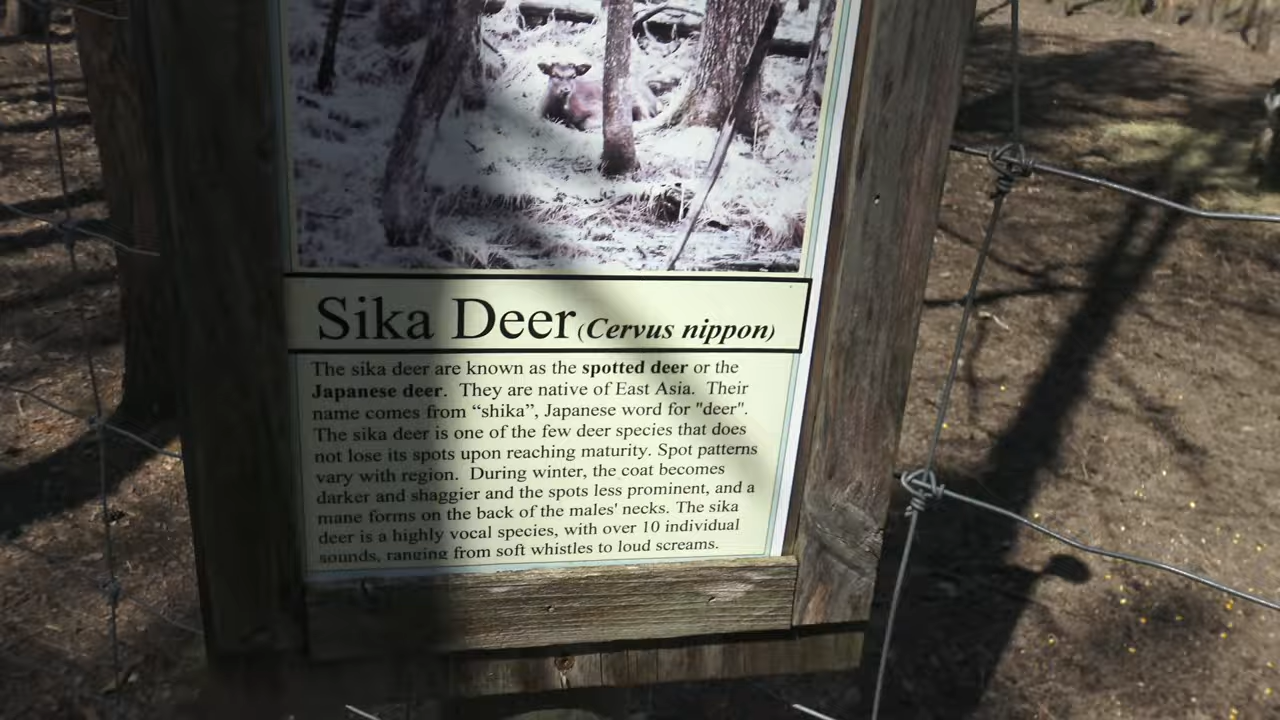 Sika Deer (Cervus nippon)
The sika deer are known as the spotted deer or the
Japanese deer. They are native of East Asia. Their
name comes from “shika”, Japanese word for "deer".
The sika deer is one of the few deer species that does
not lose its spots upon reaching maturity. Spot patterns
vary with region. During winter, the coat becomes
darker and shaggier and the spots less prominent, and a
mane forms on the back of the males' necks. The sika
deer is a highly vocal species, with over 10 individual
sounds, ranging from soft whistles to loud screams.